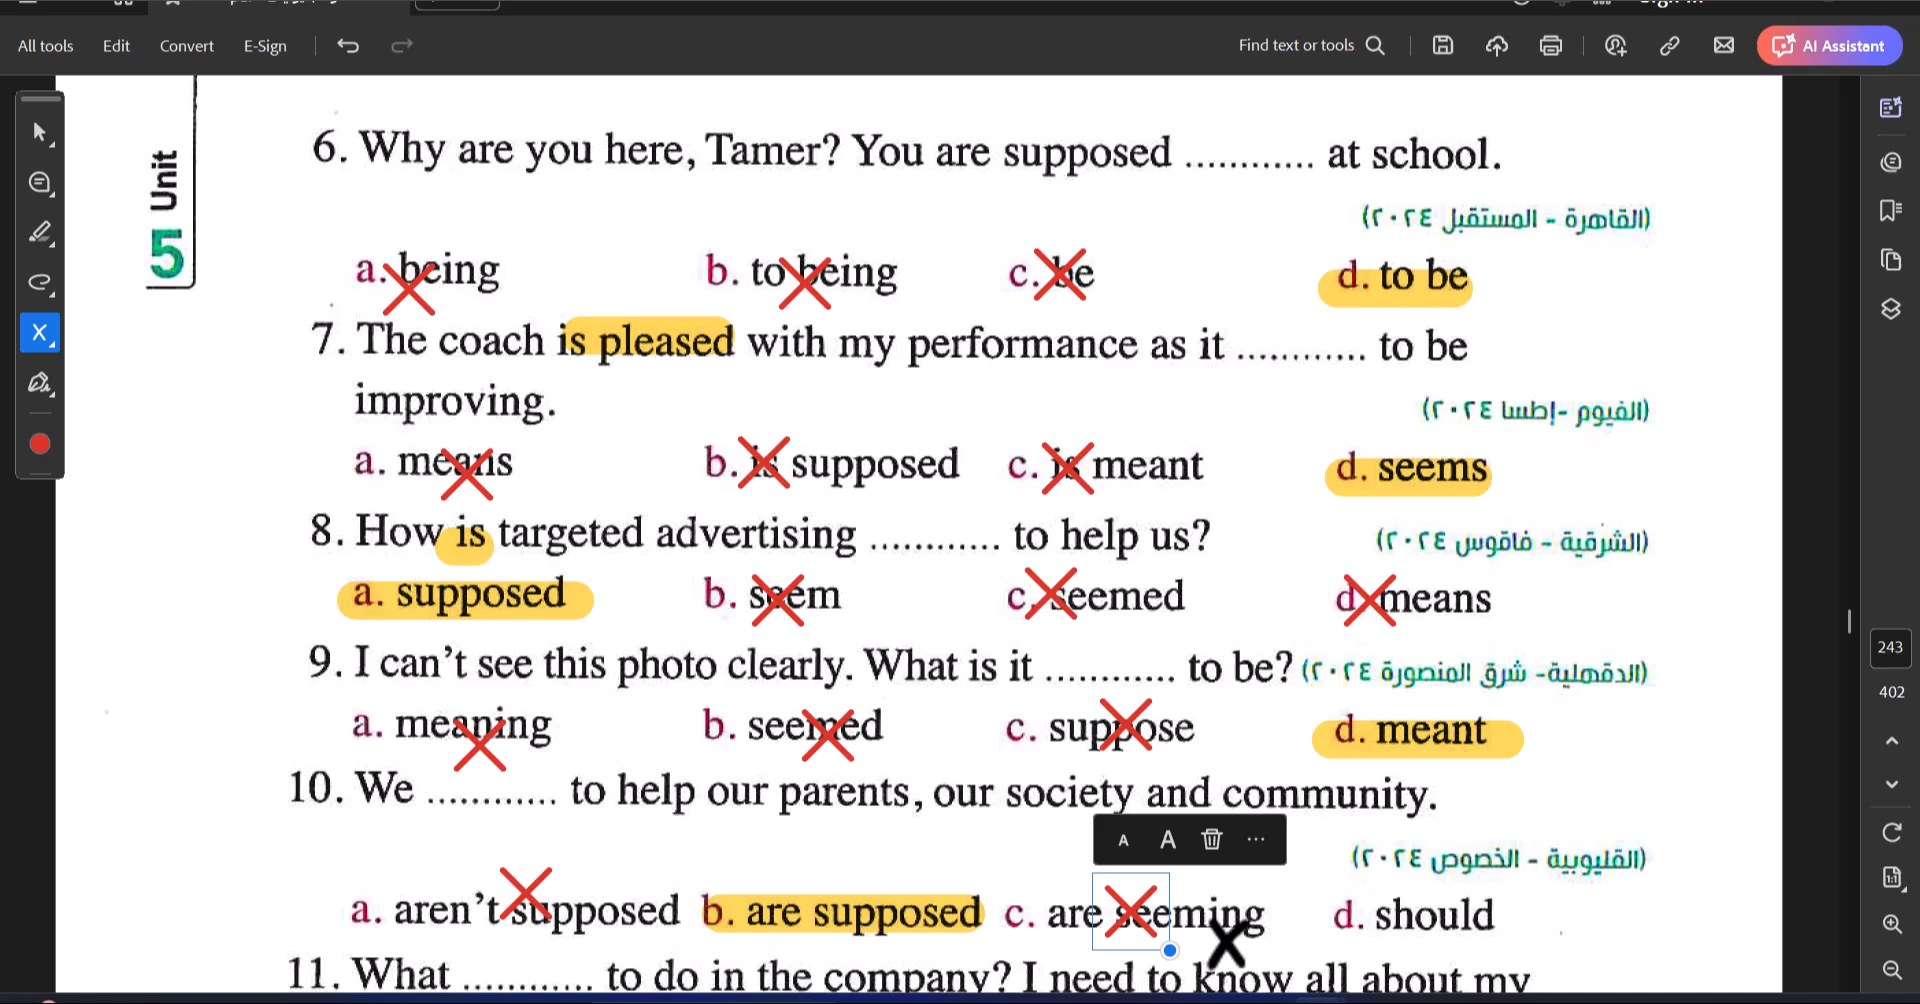 All tools Edit Convert E-Sign Find text or tools AI Assistant
5 Unit
6. Why are you here, Tamer? You are supposed ............ at school.
(القاهرة - المستقبل ٢٠٢٤)
a. being b. to being c. be d. to be
7. The coach is pleased with my performance as it ............ to be
improving.
(الفيوم -إطسا ٢٠٢٤)
a. means b. is supposed c. is meant d. seems
8. How is targeted advertising ............ to help us? (الشرقية - فاقوس ٢٠٢٤)
a. supposed b. seem c. seemed d. means
9. I can't see this photo clearly. What is it ............ to be? (الدقهلية- شرق المنصورة ٢٠٢٤)
a. meaning b. seemed c. suppose d. meant
10. We ............ to help our parents, our society and community.
A A ...
(القليوبية - الخصوص ٢٠٢٤)
a. aren't supposed b. are supposed c. are seeming d. should
11. What ............ to do in the company? I need to know all about my
243
402
1:1